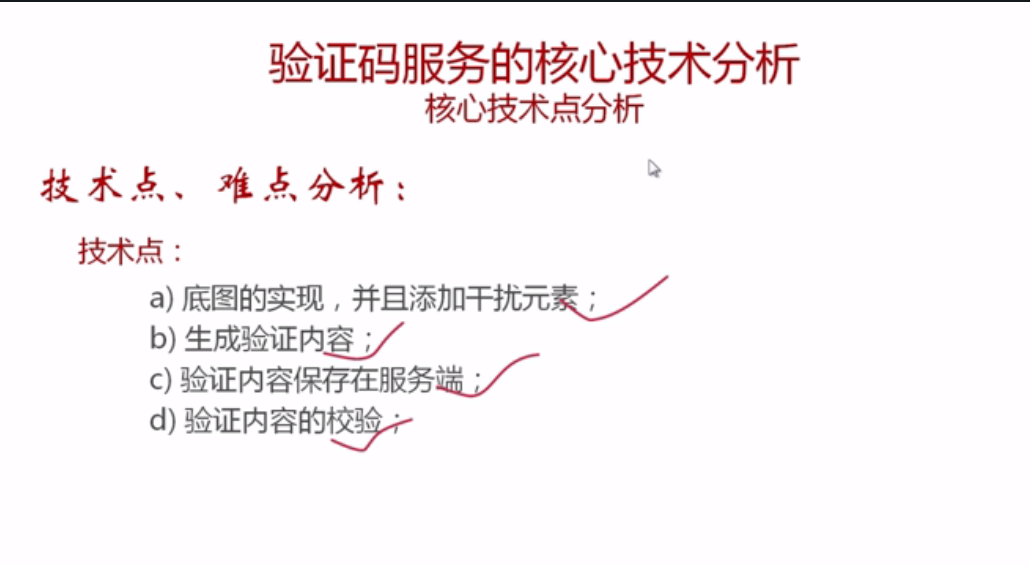 验证码服务的核心技术分析
核心技术点分析
技术点、难点分析：
技术点：
a) 底图的实现，并且添加干扰元素；
b) 生成验证内容；
c) 验证内容保存在服务端；
d) 验证内容的校验；